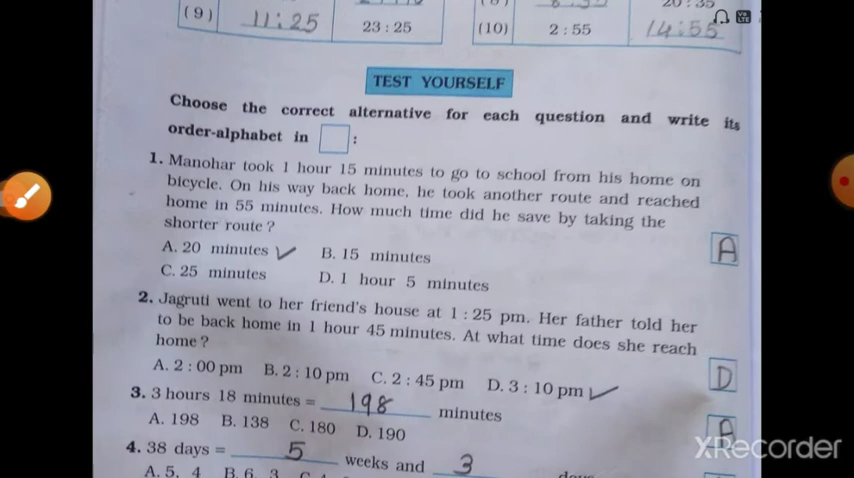 20 : 35
(9) 11:25 23 : 25 (10) 2 : 55 14:55
TEST YOURSELF
Choose the correct alternative for each question and write its
order-alphabet in :
1. Manohar took 1 hour 15 minutes to go to school from his home on
bicycle. On his way back home, he took another route and reached
home in 55 minutes. How much time did he save by taking the
shorter route ?
A. 20 minutes ✓ B. 15 minutes A
C. 25 minutes D. 1 hour 5 minutes
2. Jagruti went to her friend's house at 1 : 25 pm. Her father told her
to be back home in 1 hour 45 minutes. At what time does she reach
home ?
A. 2 : 00 pm B. 2 : 10 pm C. 2 : 45 pm D. 3 : 10 pm ✓ D
3. 3 hours 18 minutes = 198 minutes
A. 198 B. 138 C. 180 D. 190 A
XRecorder
4. 38 days = 5 weeks and 3 days
A. 5, 4 B. 6, 3